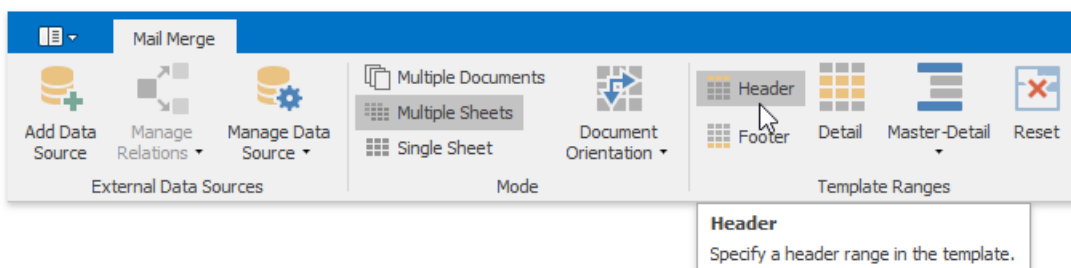 Mail Merge
Add Data
Source
Manage
Relations
Manage Data
Source
External Data Sources
Multiple Documents
Multiple Sheets
Single Sheet
Document
Orientation
Mode
Header
Footer
Detail
Master-Detail
Reset
Template Ranges
Header
Specify a header range in the template.